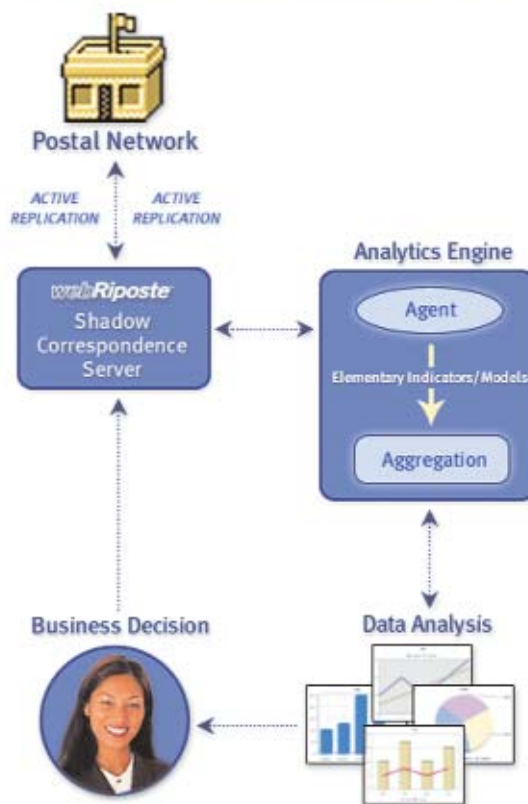 Postal Network
ACTIVE REPLICATION
ACTIVE REPLICATION
webRiposte
Shadow
Correspondence
Server
Analytics Engine
Agent
Elementary Indicators/Models
Aggregation
Business Decision
Data Analysis